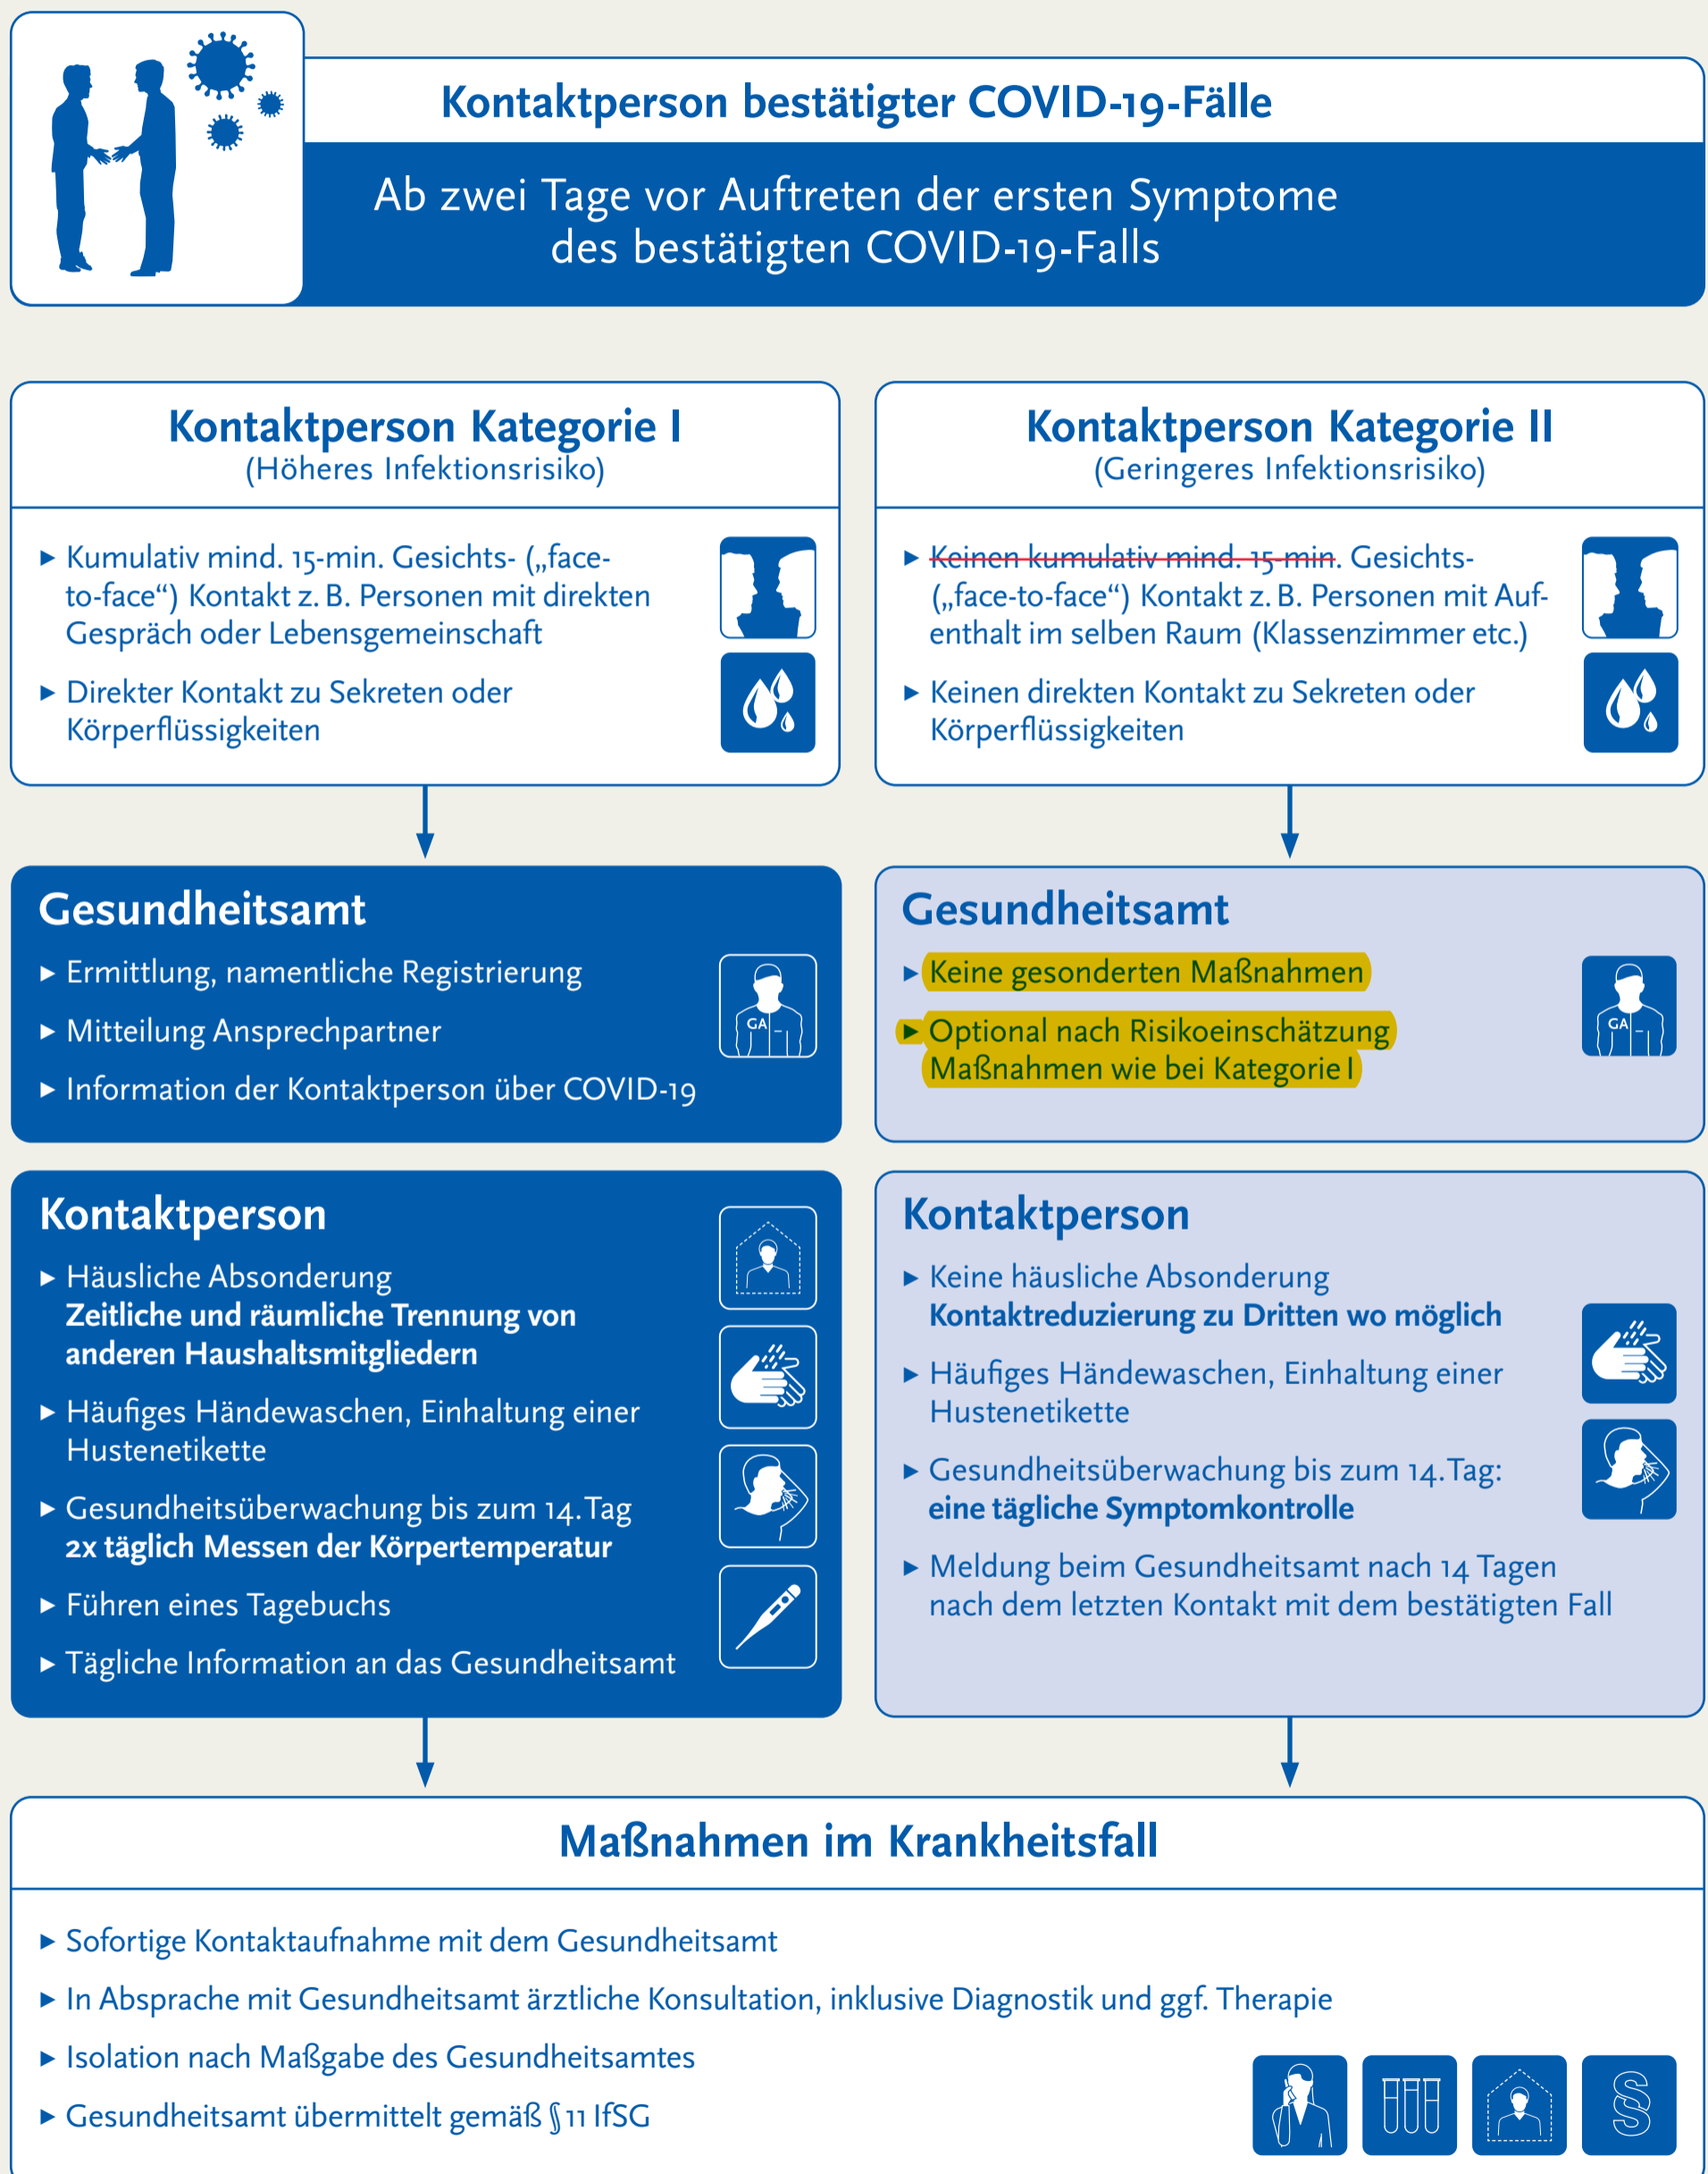 Kontaktperson bestätigter COVID-19-Fälle
Ab zwei Tage vor Auftreten der ersten Symptome
des bestätigten COVID-19-Falls
Kontaktperson Kategorie I
(Höheres Infektionsrisiko)
► Kumulativ mind. 15-min. Gesichts- („face-
to-face“) Kontakt z. B. Personen mit direkten
Gespräch oder Lebensgemeinschaft
► Direkter Kontakt zu Sekreten oder
Körperflüssigkeiten
Kontaktperson Kategorie II
(Geringeres Infektionsrisiko)
► Keinen kumulativ mind. 15-min. Gesichts-
(„face-to-face“) Kontakt z. B. Personen mit Auf-
enthalt im selben Raum (Klassenzimmer etc.)
► Keinen direkten Kontakt zu Sekreten oder
Körperflüssigkeiten
Gesundheitsamt
► Ermittlung, namentliche Registrierung
► Mitteilung Ansprechpartner
► Information der Kontaktperson über COVID-19
GA
Gesundheitsamt
► Keine gesonderten Maßnahmen
► Optional nach Risikoeinschätzung
Maßnahmen wie bei Kategorie I
GA
Kontaktperson
► Häusliche Absonderung
Zeitliche und räumliche Trennung von
anderen Haushaltsmitgliedern
► Häufiges Händewaschen, Einhaltung einer
Hustenetikette
► Gesundheitsüberwachung bis zum 14.Tag
2x täglich Messen der Körpertemperatur
► Führen eines Tagebuchs
► Tägliche Information an das Gesundheitsamt
Kontaktperson
► Keine häusliche Absonderung
Kontaktreduzierung zu Dritten wo möglich
► Häufiges Händewaschen, Einhaltung einer
Hustenetikette
► Gesundheitsüberwachung bis zum 14.Tag:
eine tägliche Symptomkontrolle
► Meldung beim Gesundheitsamt nach 14 Tagen
nach dem letzten Kontakt mit dem bestätigten Fall
Maßnahmen im Krankheitsfall
► Sofortige Kontaktaufnahme mit dem Gesundheitsamt
► In Absprache mit Gesundheitsamt ärztliche Konsultation, inklusive Diagnostik und ggf. Therapie
► Isolation nach Maßgabe des Gesundheitsamtes
► Gesundheitsamt übermittelt gemäß § 11 IfSG
§